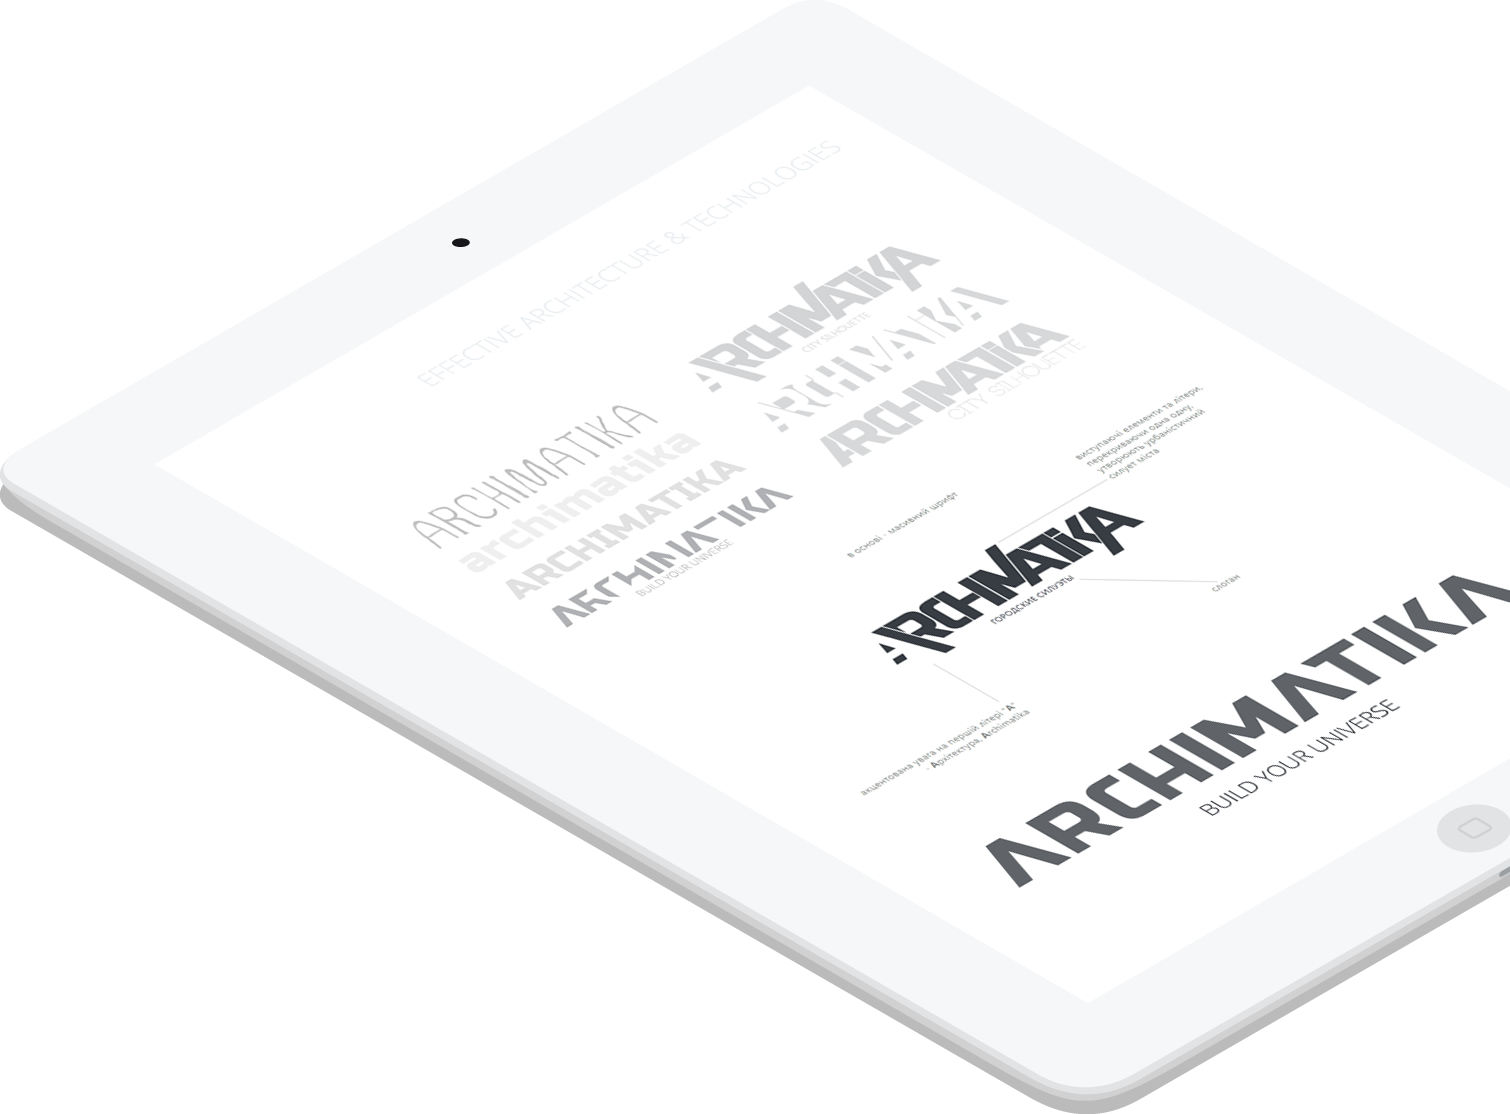 EFFECTIVE ARCHITECTURE & TECHNOLOGIES
ARCHIMATIKA
archimatika
ARCHIMATIKA
ARCHIMATIKA
BUILD YOUR UNIVERSE
ARCHIMATIKA
CITY SILHOUETTE
ARCHIMATIKA
ARCHIMATIKA
CITY SILHOUETTE
виступаючі елементи та літери,
перекриваючи одна одну,
утворюють урбаністичний
силует міста
в основі - масивний шрифт
ARCHIMATIKA
ГОРОДСКИЕ СИЛУЭТЫ
слоган
акцентована увага на першій літері "А"
- Архітектура, Archimatika
ARCHIMATIKA
BUILD YOUR UNIVERSE